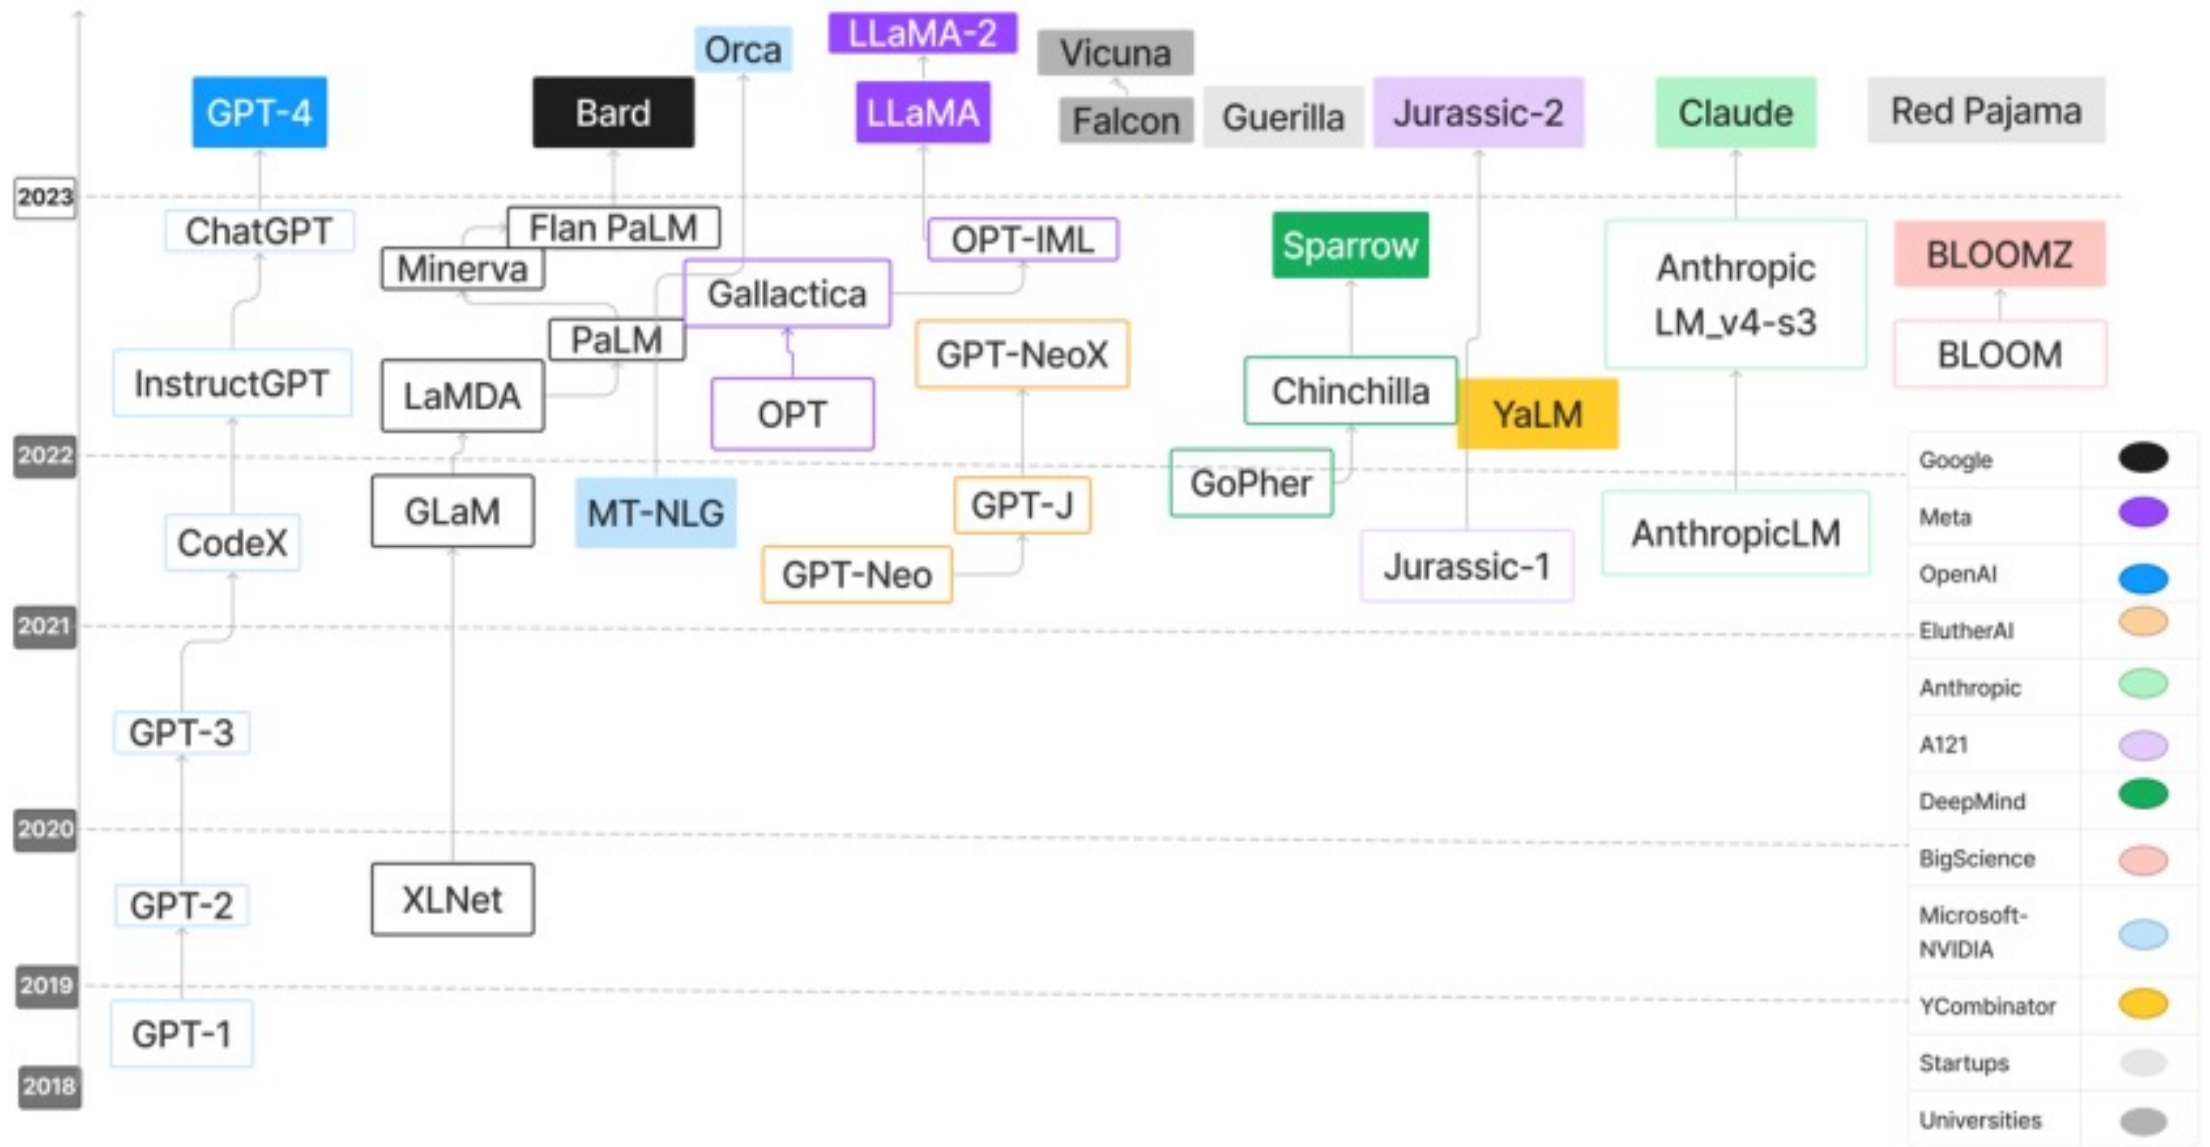 Orca
LLaMA-2
Vicuna
GPT-4
Bard
LLaMA
Falcon
Guerilla
Jurassic-2
Claude
Red Pajama
2023
ChatGPT
Flan PaLM
Minerva
OPT-IML
Sparrow
Anthropic
LM_v4-s3
BLOOMZ
Gallactica
PaLM
GPT-NeoX
BLOOM
InstructGPT
LaMDA
OPT
Chinchilla
YaLM
2022
GLaM
MT-NLG
GPT-J
GoPher
CodeX
GPT-Neo
Jurassic-1
AnthropicLM
2021
GPT-3
2020
GPT-2
XLNet
2019
GPT-1
2018
Google
Meta
OpenAI
ElutherAI
Anthropic
A121
DeepMind
BigScience
Microsoft-
NVIDIA
YCombinator
Startups
Universities